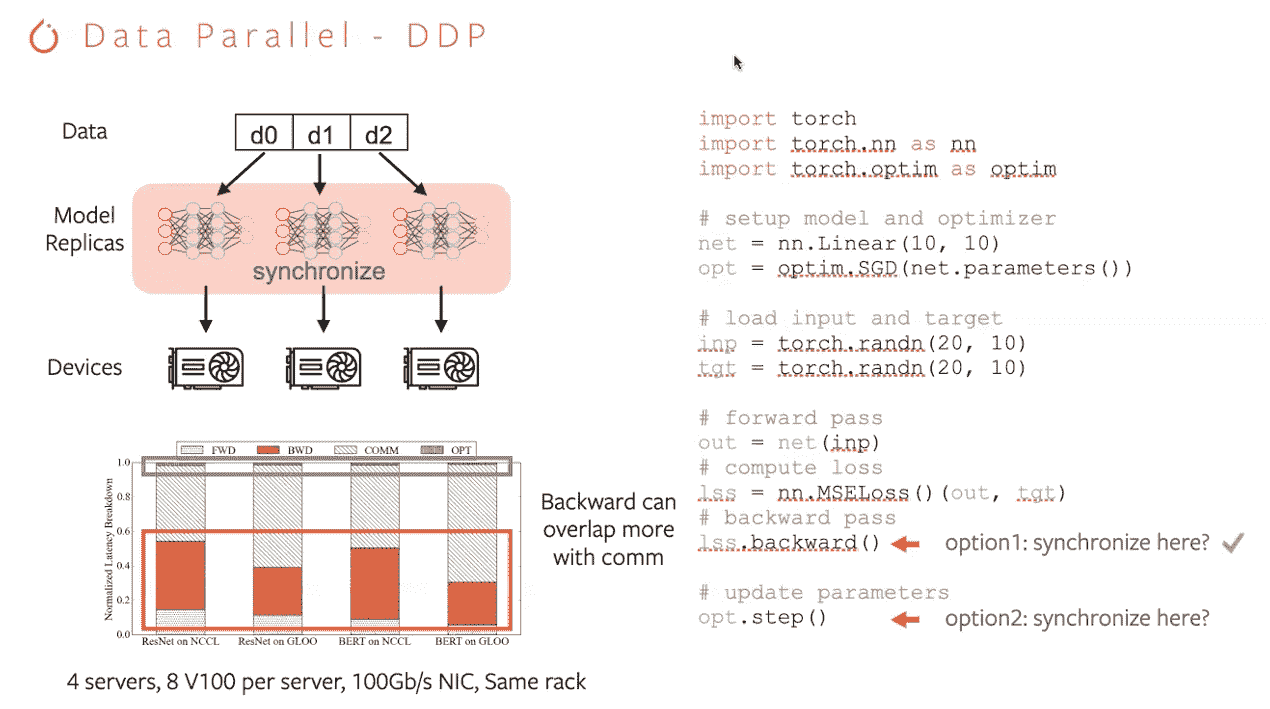 Data Parallel - DDP
Data
d0 d1 d2
Model
Replicas
synchronize
Devices
FWD BWD COMM OPT
Normalized Latency Breakdown
1.0
0.8
0.6
0.4
0.2
0.0
ResNet on NCCL ResNet on GLOO BERT on NCCL BERT on GLOO
Backward can
overlap more
with comm
4 servers, 8 V100 per server, 100Gb/s NIC, Same rack
import torch
import torch.nn as nn
import torch.optim as optim
# setup model and optimizer
net = nn.Linear(10, 10)
opt = optim.SGD(net.parameters())
# load input and target
inp = torch.randn(20, 10)
tgt = torch.randn(20, 10)
# forward pass
out = net(inp)
# compute loss
lss = nn.MSELoss()(out, tgt)
# backward pass
lss.backward()
option1: synchronize here?
# update parameters
opt.step()
option2: synchronize here?